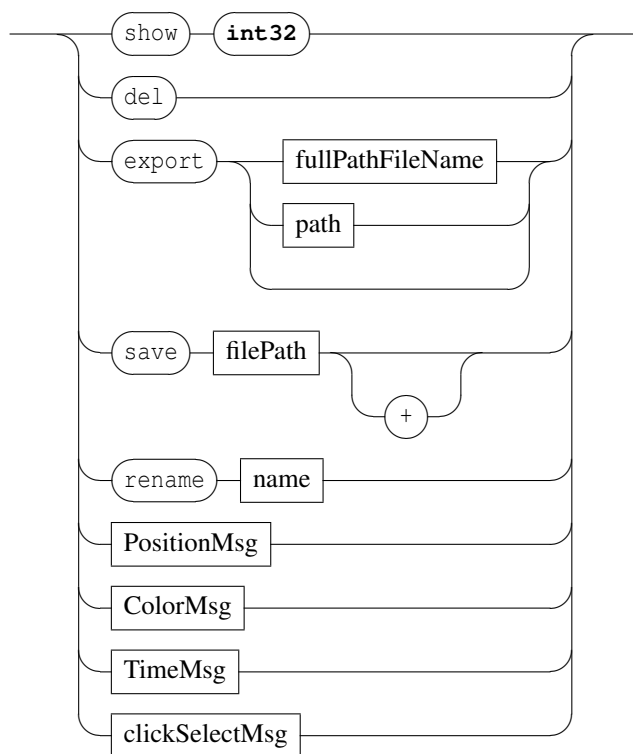 show int32
del
export fullPathFileName
path
save filePath
+
rename name
PositionMsg
ColorMsg
TimeMsg
clickSelectMsg